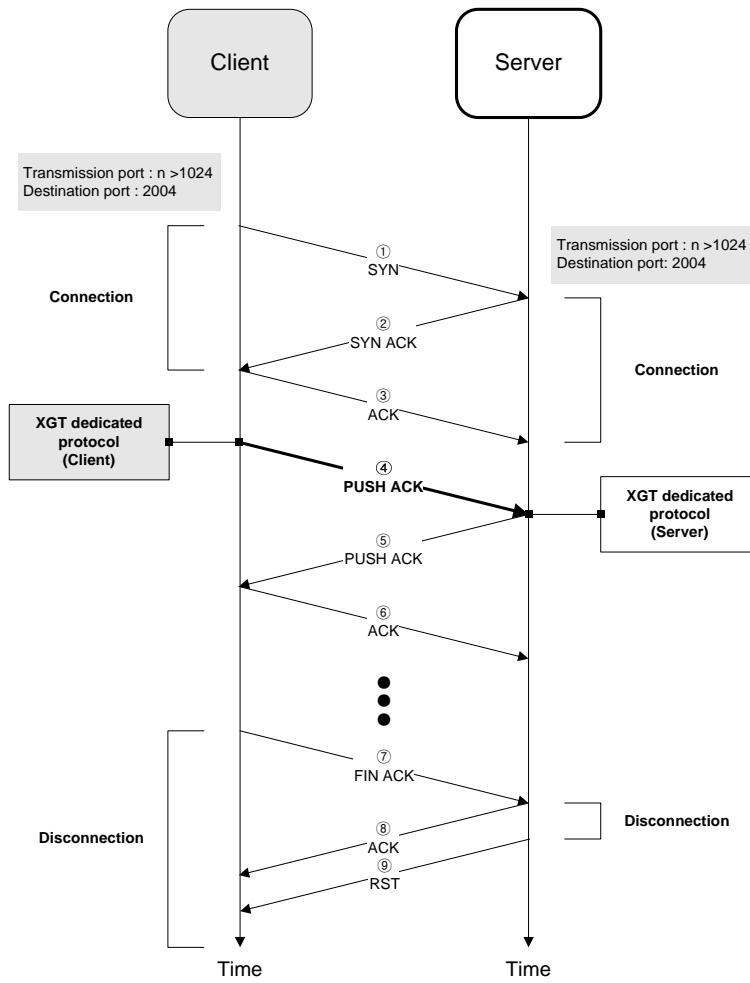 Client
Server
Transmission port : n >1024
Destination port : 2004
Transmission port : n >1024
Destination port: 2004
①
SYN
Connection
②
SYN ACK
Connection
③
ACK
XGT dedicated
protocol
(Client)
④
PUSH ACK
XGT dedicated
protocol
(Server)
⑤
PUSH ACK
⑥
ACK
⑦
FIN ACK
Disconnection
⑧
ACK
Disconnection
⑨
RST
Time
Time